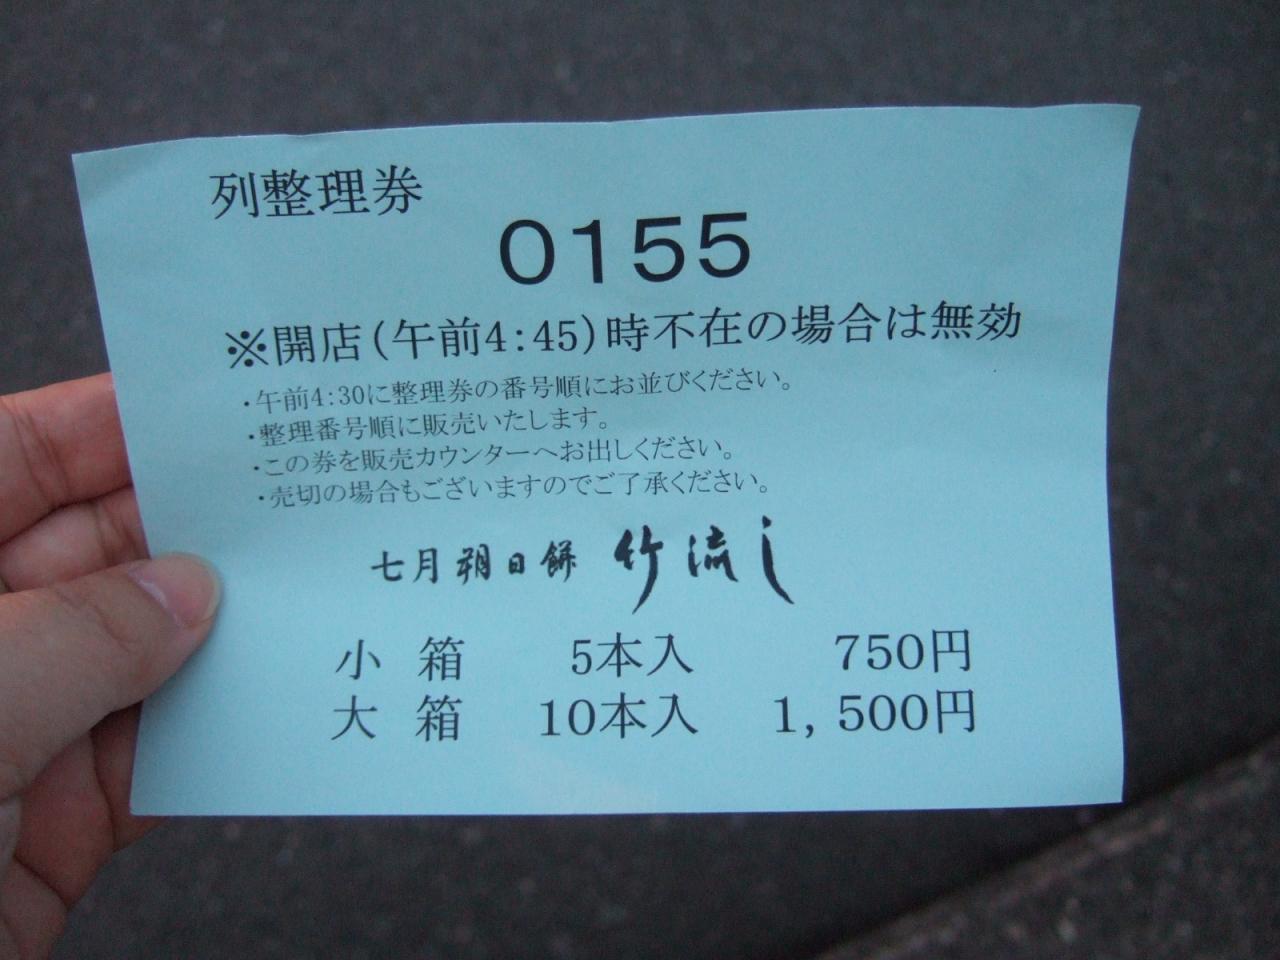 列整理券
0155
※開店(午前4:45)時不在の場合は無効
・午前4:30に整理券の番号順にお並びください。
・整理番号順に販売いたします。
・この券を販売カウンターへお出しください。
・売切の場合もございますのでご了承ください。
七月朔日餅 竹流し
小箱 5本入 750円
大箱 10本入 1,500円